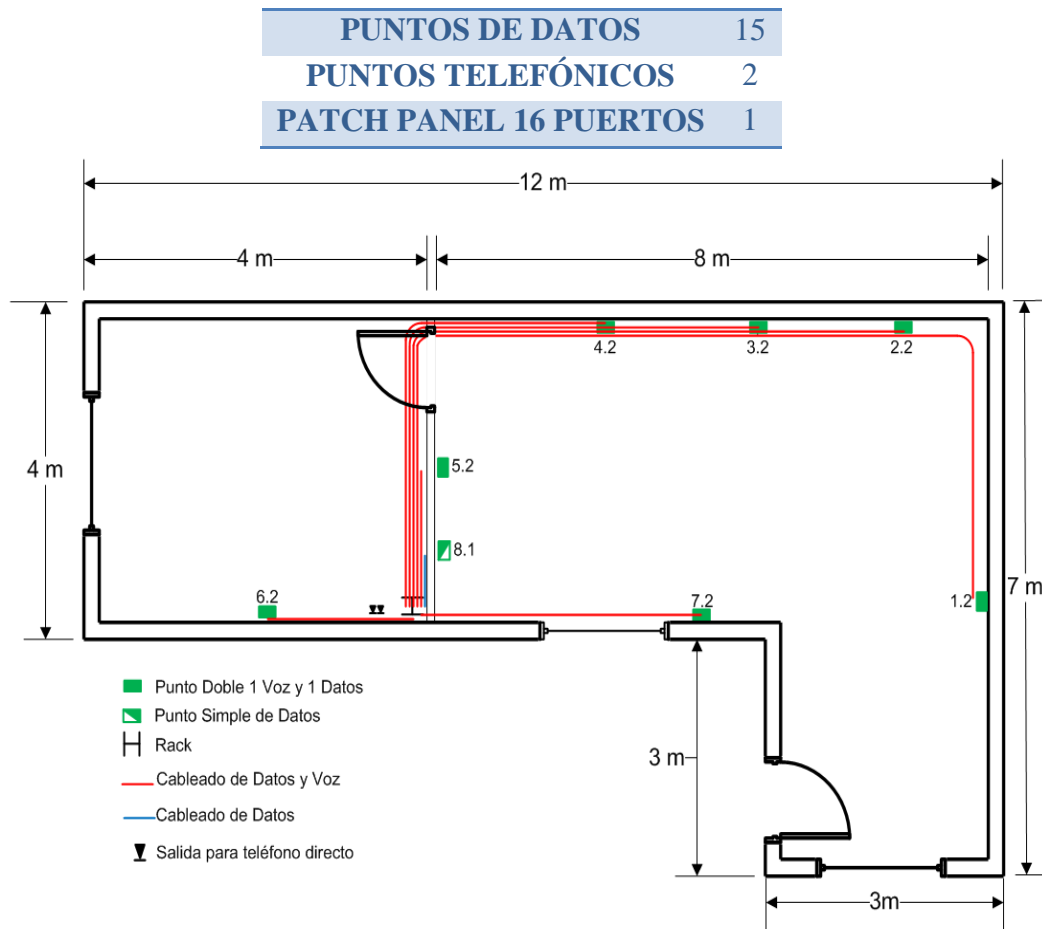 PUNTOS DE DATOS 15
PUNTOS TELEFÓNICOS 2
PATCH PANEL 16 PUERTOS 1
12 m
4 m
8 m
4.2
3.2
2.2
4 m
5.2
8.1
6.2
7.2
1.2
7 m
Punto Doble 1 Voz y 1 Datos
Punto Simple de Datos
Rack
Cableado de Datos y Voz
Cableado de Datos
Salida para teléfono directo
3 m
3m